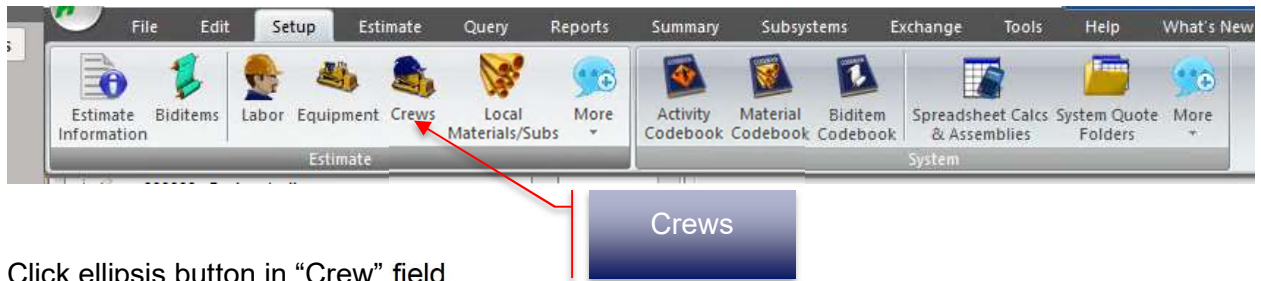 File Edit Setup Estimate Query Reports Summary Subsystems Exchange Tools Help What's New
Estimate Information Biditems Labor Equipment Crews Local Materials/Subs More Activity Codebook Material Codebook Biditem Codebook Spreadsheet Calcs & Assemblies System Quote Folders More
Estimate System
Crews
Click ellipsis button in “Crew” field